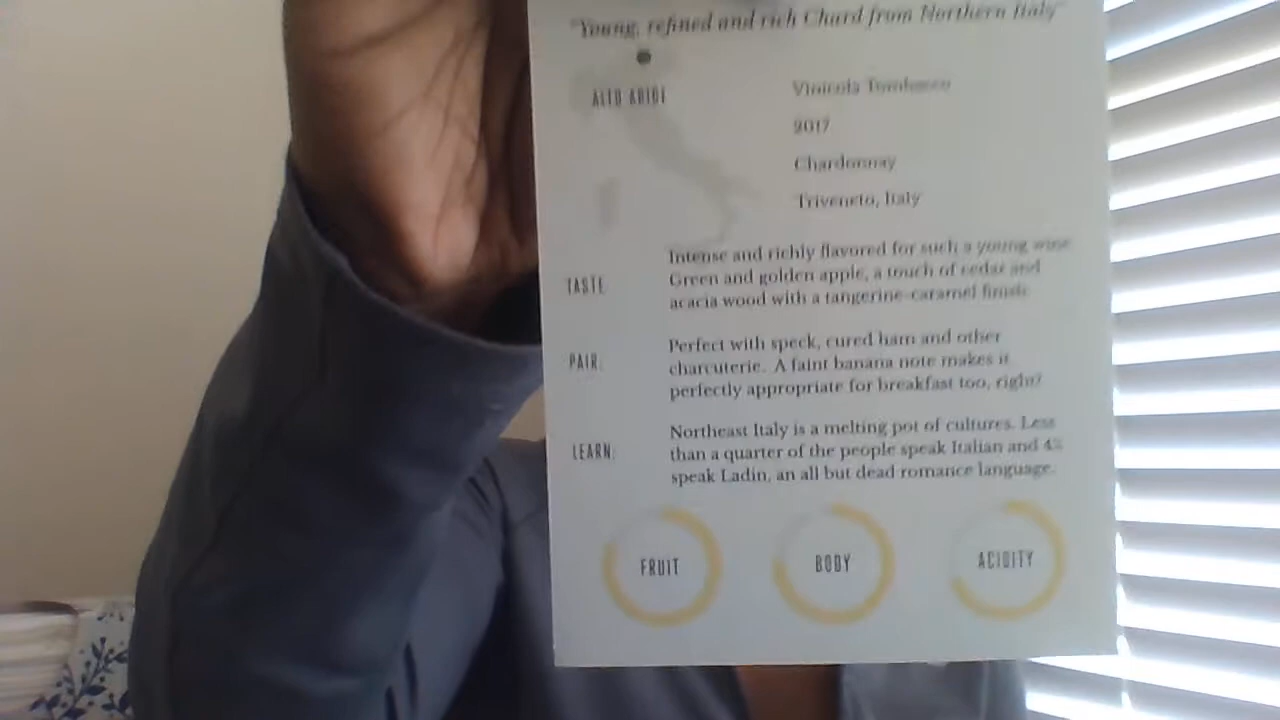 "Young, refined and rich Chard from Northern Italy"
ALTO ADIGE
Vinicola Tombacco
2017
Chardonnay
Triveneto, Italy
TASTE: Intense and richly flavored for such a young wine.
Green and golden apple, a touch of cedar and
acacia wood with a tangerine-caramel finish.
PAIR: Perfect with speck, cured ham and other
charcuterie. A faint banana note makes it
perfectly appropriate for breakfast too, right?
LEARN: Northeast Italy is a melting pot of cultures. Less
than a quarter of the people speak Italian and 4%
speak Ladin, an all but dead romance language.
FRUIT
BODY
ACIDITY